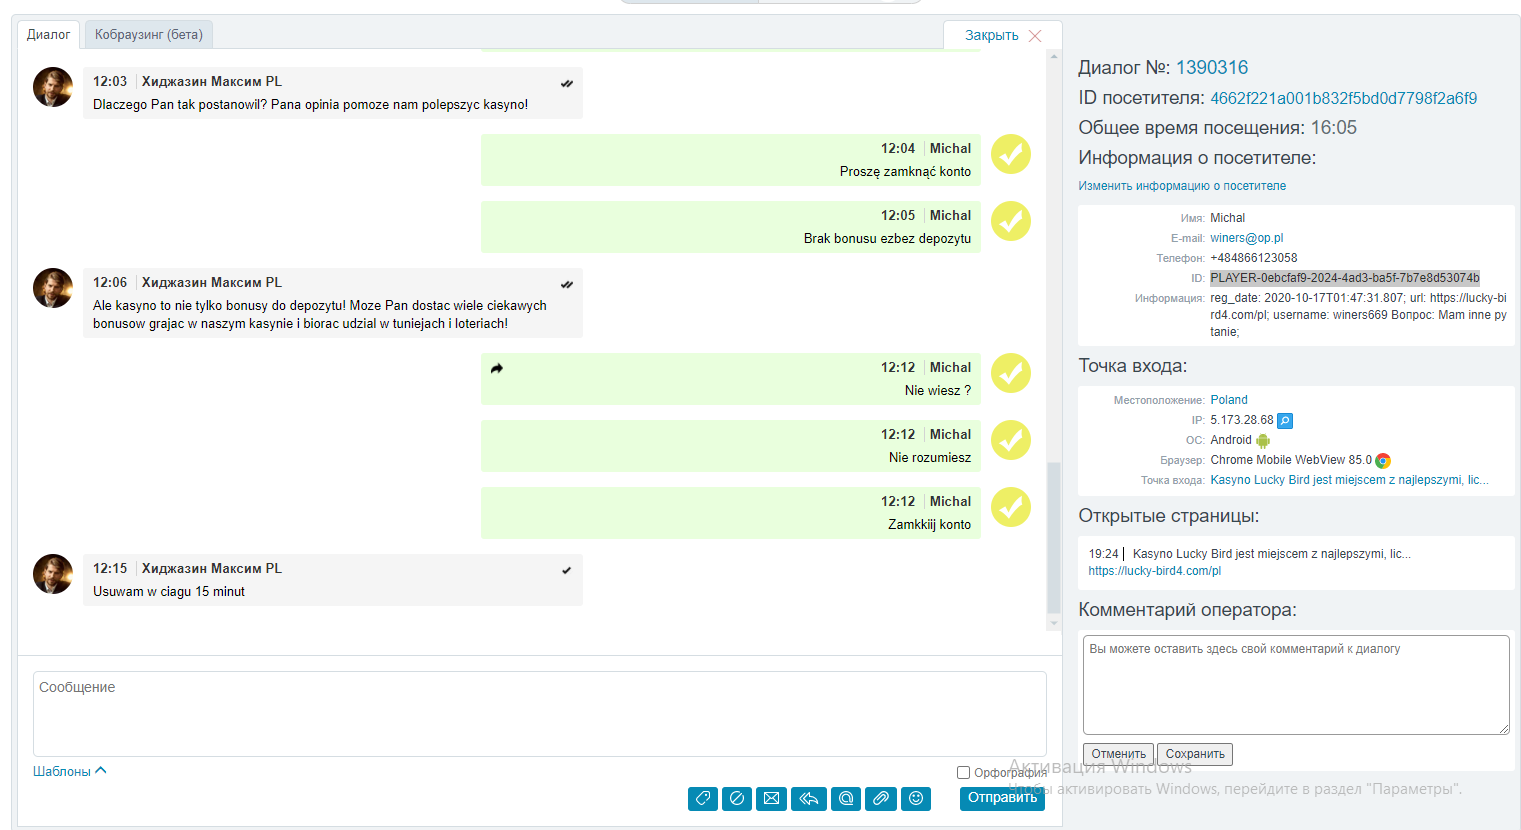 Диалог
Кобраузинг (бета)
Закрыть
12:03 Хиджазин Максим PL
Dlaczego Pan tak postanowil? Pana opinia pomoze nam polepszyc kasyno!
12:04 Michal
Proszę zamknąć konto
12:05 Michal
Brak bonusu ezbez depozytu
12:06 Хиджазин Максим PL
Ale kasyno to nie tylko bonusy do depozytu! Moze Pan dostac wiele ciekawych
bonusow grajac w naszym kasynie i biorac udzial w tuniejach i loteriach!
12:12 Michal
Nie wiesz ?
12:12 Michal
Nie rozumiesz
12:12 Michal
Zamkkiij konto
12:15 Хиджазин Максим PL
Usuwam w ciagu 15 minut
Сообщение
Шаблоны
Орфография
Отправить
Диалог №: 1390316
ID посетителя: 4662f221a001b832f5bd0d7798f2a6f9
Общее время посещения: 16:05
Информация о посетителе:
Изменить информацию о посетителе
Имя: Michal
E-mail: winers@op.pl
Телефон: +484866123058
ID: PLAYER-0ebcfaf9-2024-4ad3-ba5f-7b7e8d53074b
Информация: reg_date: 2020-10-17T01:47:31.807; url: https://lucky-bi
rd4.com/pl; username: winers669 Вопрос: Mam inne py
tanie;
Точка входа:
Местоположение: Poland
IP: 5.173.28.68
ОС: Android
Браузер: Chrome Mobile WebView 85.0
Точка входа: Kasyno Lucky Bird jest miejscem z najlepszymi, lic...
Открытые страницы:
19:24 Kasyno Lucky Bird jest miejscem z najlepszymi, lic...
https://lucky-bird4.com/pl
Комментарий оператора:
Вы можете оставить здесь свой комментарий к диалогу
Отменить
Сохранить
Активация Windows
Чтобы активировать Windows, перейдите в раздел "Параметры".